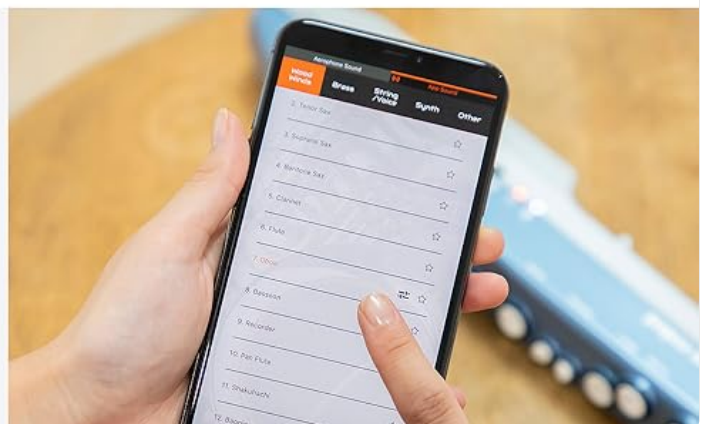 Aerophone Sound
App Sound
Wood
Winds
Brass
String
/Voice
Synth
Other
2. Tenor Sax
3. Soprano Sax
4. Baritone Sax
5. Clarinet
6. Flute
7. Oboe
8. Bassoon
9. Recorder
10. Pan Flute
11. Shakuhachi
12.